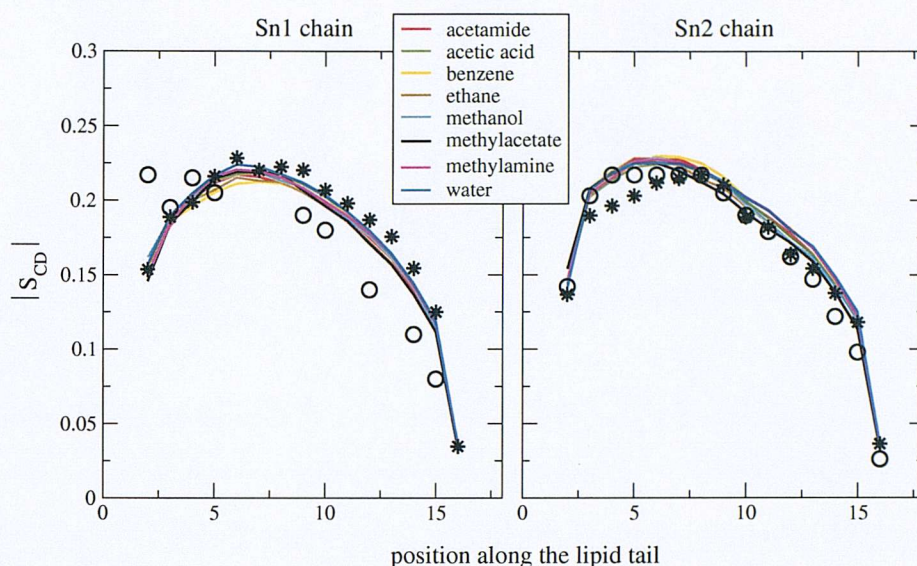 Sn1 chain
Sn2 chain
acetamide
acetic acid
benzene
ethane
methanol
methylacetate
methylamine
water
0.3
0.25
0.2
0.15
0.1
0.05
0
|S_CD|
0 5 10 15
0 5 10 15
position along the lipid tail